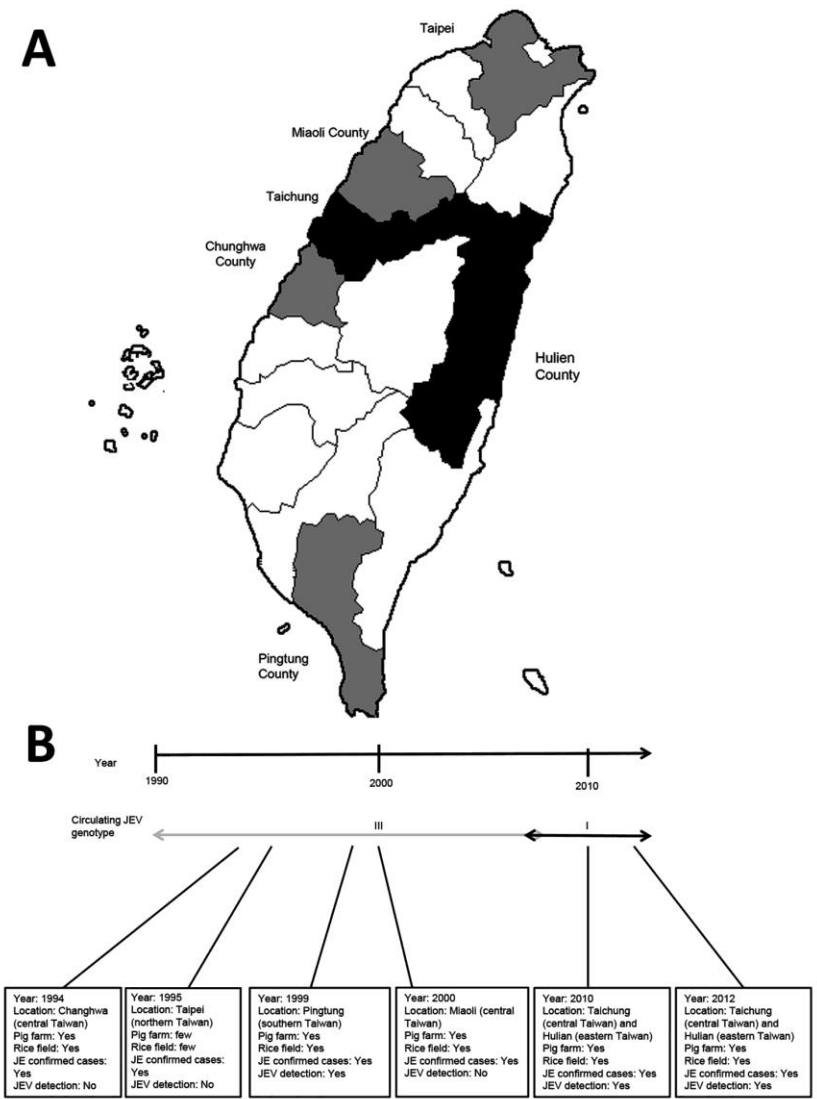 A
Taipei
Miaoli County
Taichung
Chunghwa
County
Hulien
County
Pingtung
County
B
Year
1990
2000
2010
Circulating JEV
genotype
III
I
Year: 1994
Location: Changhwa
(central Taiwan)
Pig farm: Yes
Rice field: Yes
JE confirmed cases:
Yes
JEV detection: No
Year: 1995
Location: Taipei
(northern Taiwan)
Pig farm: few
Rice field: few
JE confirmed cases:
Yes
JEV detection: No
Year: 1999
Location: Pingtung
(southern Taiwan)
Pig farm: Yes
Rice field: Yes
JE confirmed cases: Yes
JEV detection: Yes
Year: 2000
Location: Miaoli (central
Taiwan)
Pig farm: Yes
Rice field: Yes
JE confirmed cases: Yes
JEV detection: No
Year: 2010
Location: Taichung
(central Taiwan) and
Hulian (eastern Taiwan)
Pig farm: Yes
Rice field: Yes
JE confirmed cases: Yes
JEV detection: Yes
Year: 2012
Location: Taichung
(central Taiwan) and
Hulian (eastern Taiwan)
Pig farm: Yes
Rice field: Yes
JE confirmed cases: Yes
JEV detection: Yes